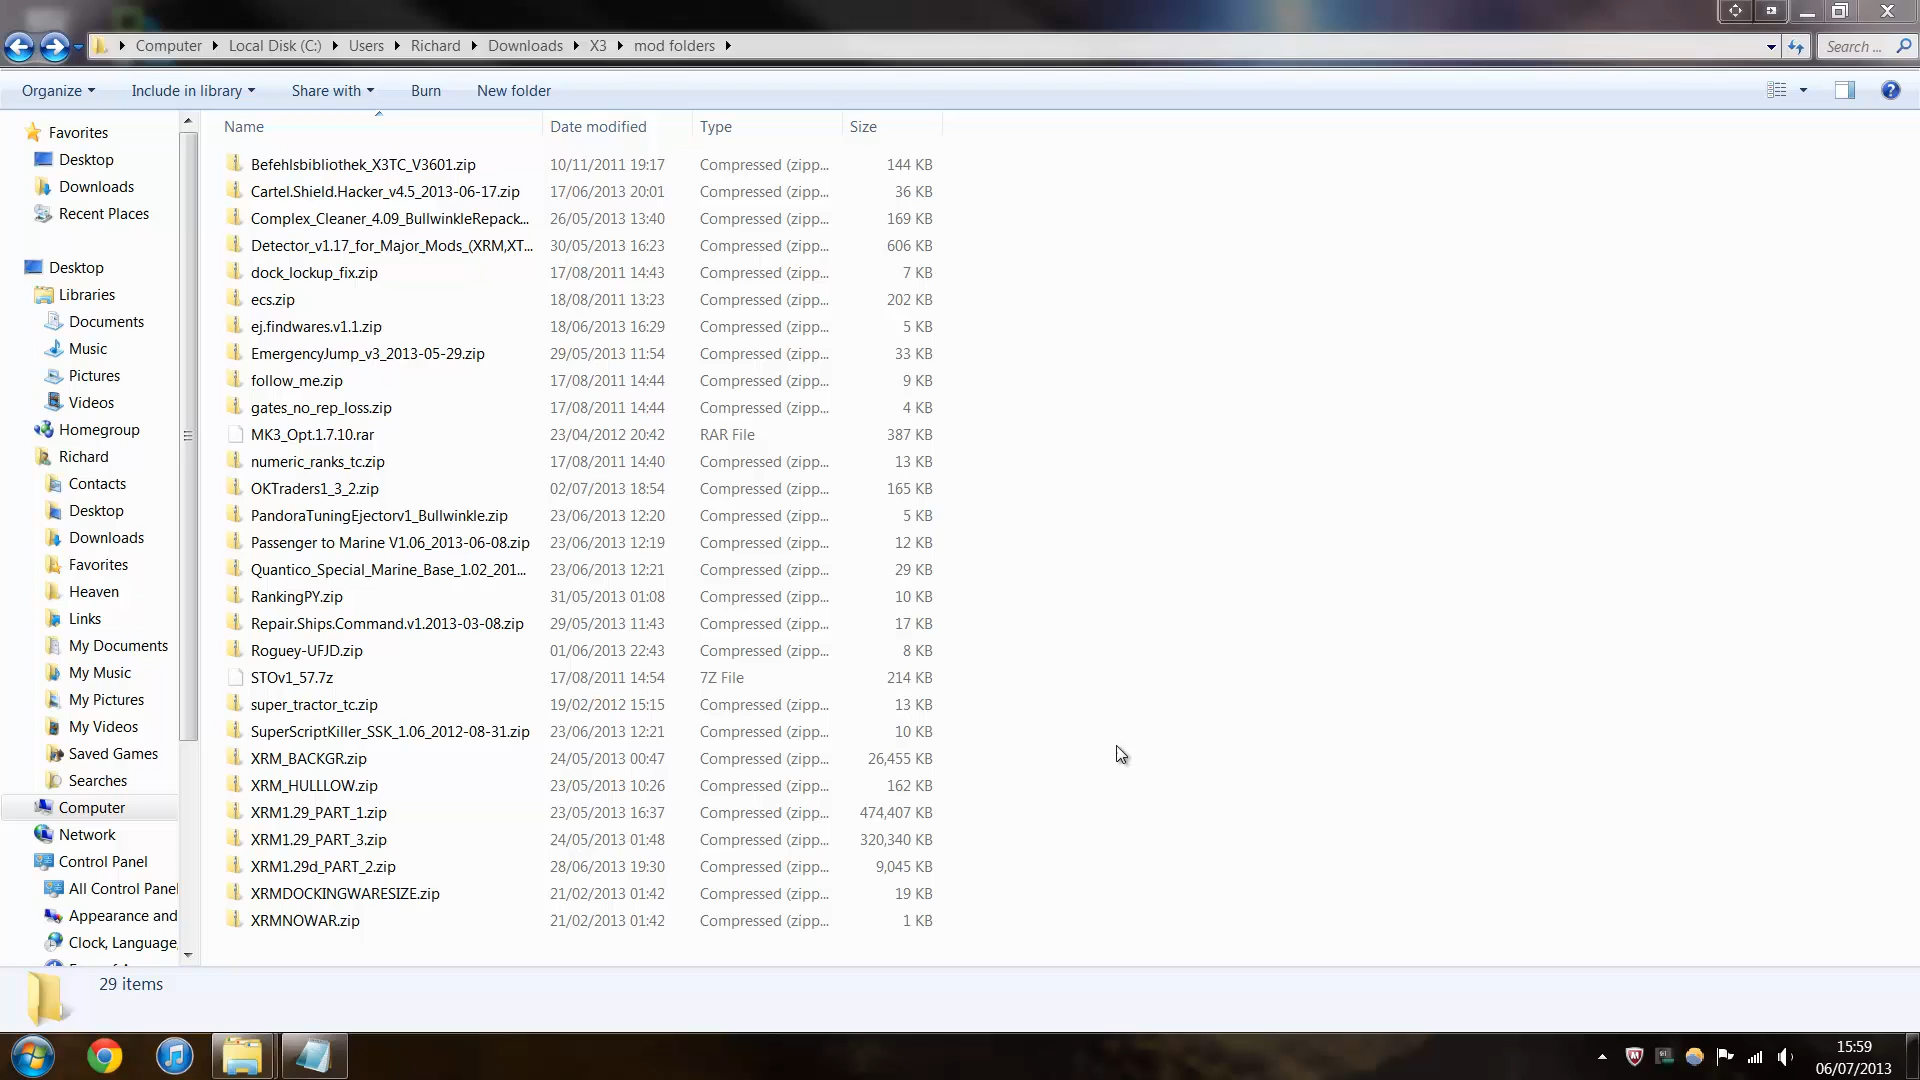 Computer Local Disk (C:) Users Richard Downloads X3 mod folders
Search ...
Organize Include in library Share with Burn New folder
Favorites
Desktop
Downloads
Recent Places
Desktop
Libraries
Documents
Music
Pictures
Videos
Homegroup
Richard
Contacts
Desktop
Downloads
Favorites
Heaven
Links
My Documents
My Music
My Pictures
My Videos
Saved Games
Searches
Computer
Network
Control Panel
All Control Panel
Appearance and
Clock, Language,
Name Date modified Type Size
Befehlsbibliothek_X3TC_V3601.zip 10/11/2011 19:17 Compressed (zipp... 144 KB
Cartel.Shield.Hacker_v4.5_2013-06-17.zip 17/06/2013 20:01 Compressed (zipp... 36 KB
Complex_Cleaner_4.09_BullwinkleRepack... 26/05/2013 13:40 Compressed (zipp... 169 KB
Detector_v1.17_for_Major_Mods_(XRM,XT... 30/05/2013 16:23 Compressed (zipp... 606 KB
dock_lockup_fix.zip 17/08/2011 14:43 Compressed (zipp... 7 KB
ecs.zip 18/08/2011 13:23 Compressed (zipp... 202 KB
ej.findwares.v1.1.zip 18/06/2013 16:29 Compressed (zipp... 5 KB
EmergencyJump_v3_2013-05-29.zip 29/05/2013 11:54 Compressed (zipp... 33 KB
follow_me.zip 17/08/2011 14:44 Compressed (zipp... 9 KB
gates_no_rep_loss.zip 17/08/2011 14:44 Compressed (zipp... 4 KB
MK3_Opt.1.7.10.rar 23/04/2012 20:42 RAR File 387 KB
numeric_ranks_tc.zip 17/08/2011 14:40 Compressed (zipp... 13 KB
OKTraders1_3_2.zip 02/07/2013 18:54 Compressed (zipp... 165 KB
PandoraTuningEjectorv1_Bullwinkle.zip 23/06/2013 12:20 Compressed (zipp... 5 KB
Passenger to Marine V1.06_2013-06-08.zip 23/06/2013 12:19 Compressed (zipp... 12 KB
Quantico_Special_Marine_Base_1.02_201... 23/06/2013 12:21 Compressed (zipp... 29 KB
RankingPY.zip 31/05/2013 01:08 Compressed (zipp... 10 KB
Repair.Ships.Command.v1.2013-03-08.zip 29/05/2013 11:43 Compressed (zipp... 17 KB
Roguey-UFJD.zip 01/06/2013 22:43 Compressed (zipp... 8 KB
STOv1_57.7z 17/08/2011 14:54 7Z File 214 KB
super_tractor_tc.zip 19/02/2012 15:15 Compressed (zipp... 13 KB
SuperScriptKiller_SSK_1.06_2012-08-31.zip 23/06/2013 12:21 Compressed (zipp... 10 KB
XRM_BACKGR.zip 24/05/2013 00:47 Compressed (zipp... 26,455 KB
XRM_HULLLOW.zip 23/05/2013 10:26 Compressed (zipp... 162 KB
XRM1.29_PART_1.zip 23/05/2013 16:37 Compressed (zipp... 474,407 KB
XRM1.29_PART_3.zip 24/05/2013 01:48 Compressed (zipp... 320,340 KB
XRM1.29d_PART_2.zip 28/06/2013 19:30 Compressed (zipp... 9,045 KB
XRMDOCKINGWARESIZE.zip 21/02/2013 01:42 Compressed (zipp... 19 KB
XRMNOWAR.zip 21/02/2013 01:42 Compressed (zipp... 1 KB
29 items
15:59
06/07/2013